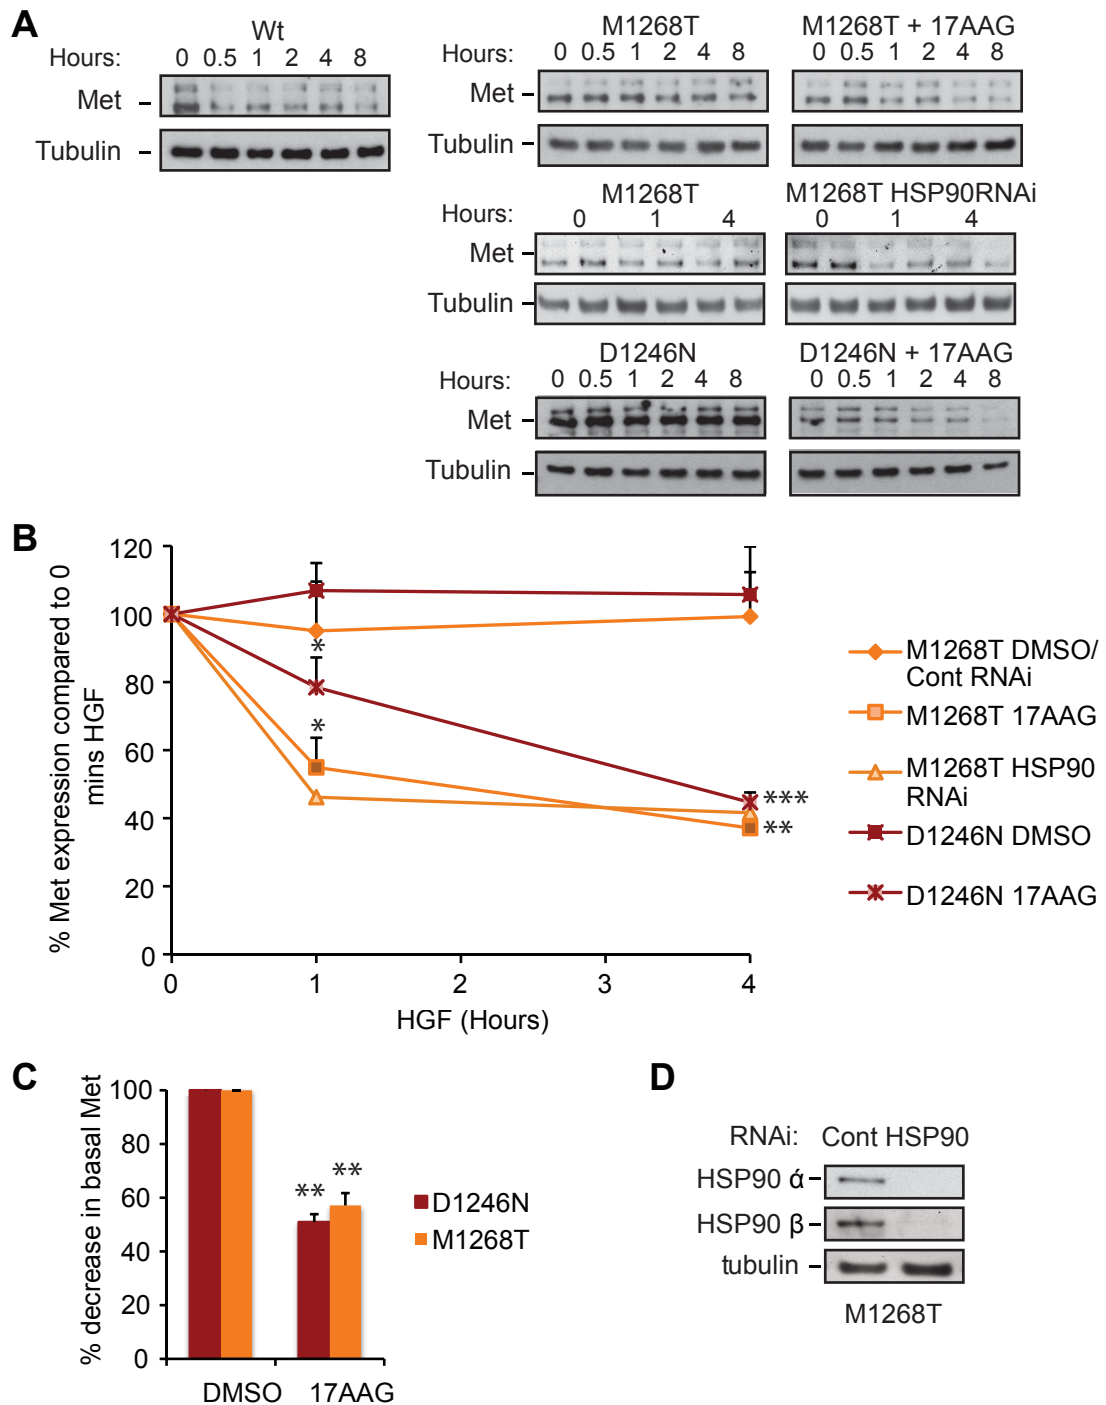 A
Wt
Hours: 0 0.5 1 2 4 8
Met
Tubulin
M1268T
0 0.5 1 2 4 8
Hours:
Met
Tubulin
M1268T + 17AAG
0 0.5 1 2 4 8
M1268T
Hours: 0 1 4
Met
Tubulin
M1268T HSP90RNAi
0 1 4
D1246N
Hours: 0 0.5 1 2 4 8
Met
Tubulin
D1246N + 17AAG
0 0.5 1 2 4 8
B
% Met expression compared to 0
mins HGF
120
100
80
60
40
20
0
0 1 2 3 4
HGF (Hours)
*
*
***
**
M1268T DMSO/
Cont RNAi
M1268T 17AAG
M1268T HSP90
RNAi
D1246N DMSO
D1246N 17AAG
C
% decrease in basal Met
100
80
60
40
20
0
** **
DMSO 17AAG
D1246N
M1268T
D
RNAi: Cont HSP90
HSP90 ά
HSP90 β
tubulin
M1268T